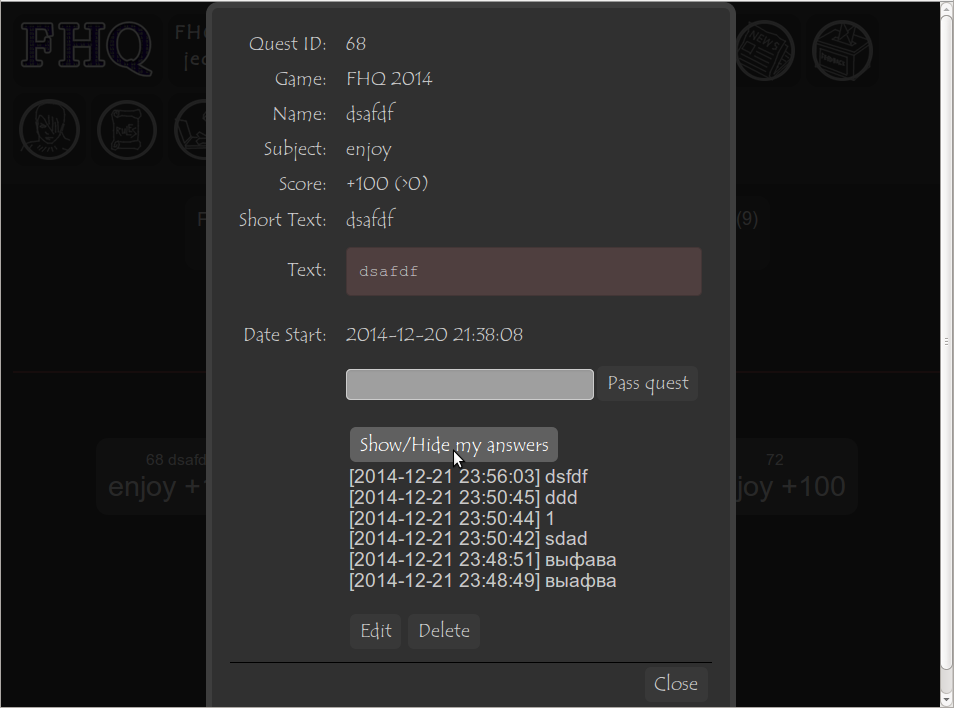 FHQ
FHQ
jec
NEWS
RULES
Quest ID: 68
Game: FHQ 2014
Name: dsafdf
Subject: enjoy
Score: +100 (>0)
Short Text: dsafdf
Text: dsafdf
Date Start: 2014-12-20 21:38:08
Pass quest
Show/Hide my answers
[2014-12-21 23:56:03] dsfdf
[2014-12-21 23:50:45] ddd
[2014-12-21 23:50:44] 1
[2014-12-21 23:50:42] sdad
[2014-12-21 23:48:51] выфава
[2014-12-21 23:48:49] выафва
Edit Delete
Close
(9)
68 dsafd
enjoy +1
72
joy +100